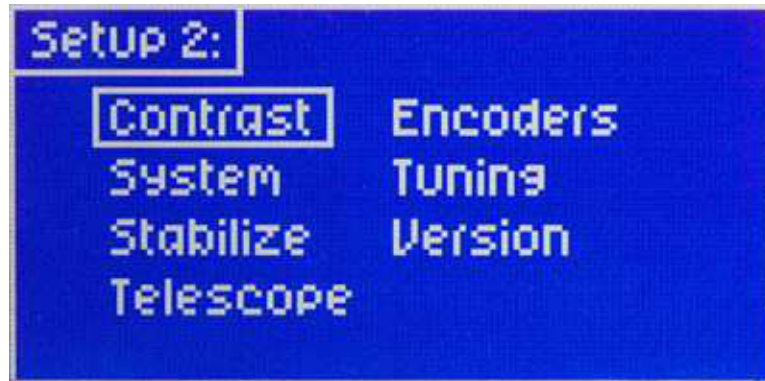 Setup 2:
Contrast Encoders
System Tuning
Stabilize Version
Telescope